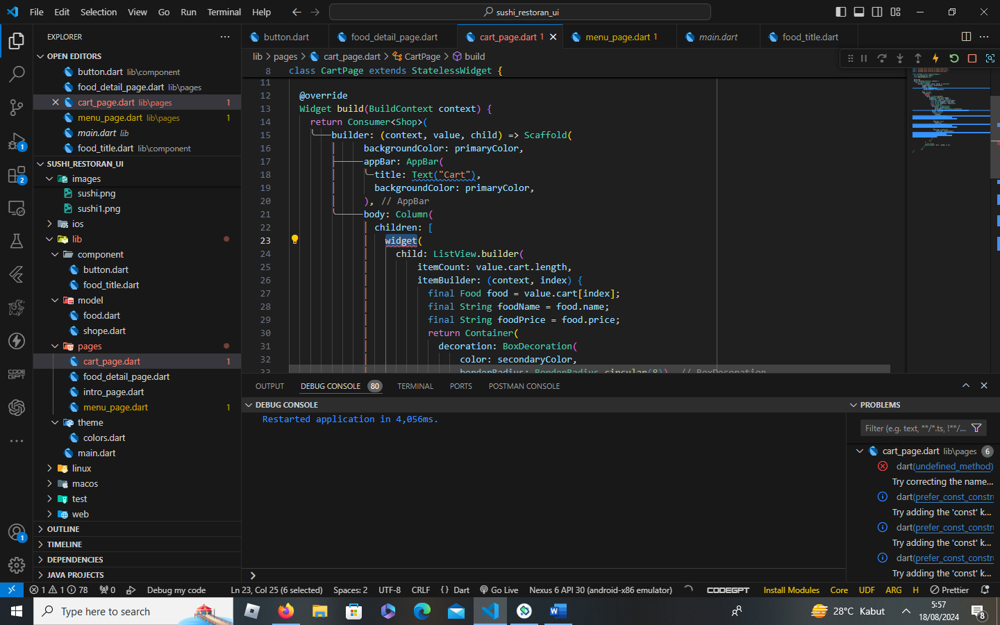 File Edit Selection View Go Run Terminal Help
sushi_restoran_ui
EXPLORER
OPEN EDITORS
button.dart lib\component
food_detail_page.dart lib\pages
cart_page.dart lib\pages 1
menu_page.dart lib\pages 1
main.dart lib
food_title.dart lib\component
SUSHI_RESTORAN_UI
images
sushi.png
sushi1.png
ios
lib
component
button.dart
food_title.dart
model
food.dart
shope.dart
pages
cart_page.dart 1
food_detail_page.dart
intro_page.dart
menu_page.dart 1
theme
colors.dart
main.dart
linux
macos
test
web
OUTLINE
TIMELINE
DEPENDENCIES
JAVA PROJECTS
1
2
CODE GPT
1
button.dart food_detail_page.dart cart_page.dart 1 menu_page.dart 1 main.dart food_title.dart
lib > pages > cart_page.dart > CartPage > build
8 class CartPage extends StatelessWidget {
11
12 @override
13 Widget build(BuildContext context) {
14 return Consumer<Shop>(
15 builder: (context, value, child) => Scaffold(
16 backgroundColor: primaryColor,
17 appBar: AppBar(
18 title: Text("Cart"),
19 backgroundColor: primaryColor,
20 ), // AppBar
21 body: Column(
22 children: [
23 widget(
24 child: ListView.builder(
25 itemCount: value.cart.length,
26 itemBuilder: (context, index) {
27 final Food food = value.cart[index];
28 final String foodName = food.name;
29 final String foodPrice = food.price;
30 return Container(
31 decoration: BoxDecoration(
32 color: secondaryColor,
33 borderRadius: BorderRadius.circular(8)), // BoxDecoration
OUTPUT DEBUG CONSOLE 80 TERMINAL PORTS POSTMAN CONSOLE
DEBUG CONSOLE
Restarted application in 4,056ms.
PROBLEMS
Filter (e.g. text, **/*.ts, !**/...
cart_page.dart lib\pages 6
dart(undefined_method)
Try correcting the name...
dart(prefer_const_constru
Try adding the 'const' k...
dart(prefer_const_constru
Try adding the 'const' k...
dart(prefer_const_constru
Try adding the 'const' k...
1 1 78 0 Debug my code Ln 23, Col 25 (6 selected) Spaces: 2 UTF-8 CRLF {} Dart Go Live Nexus 6 API 30 (android-x86 emulator) CODEGPT Install Modules Core UDF ARG H Prettier
Type here to search
28°C Kabut
5:57
18/08/2024
8